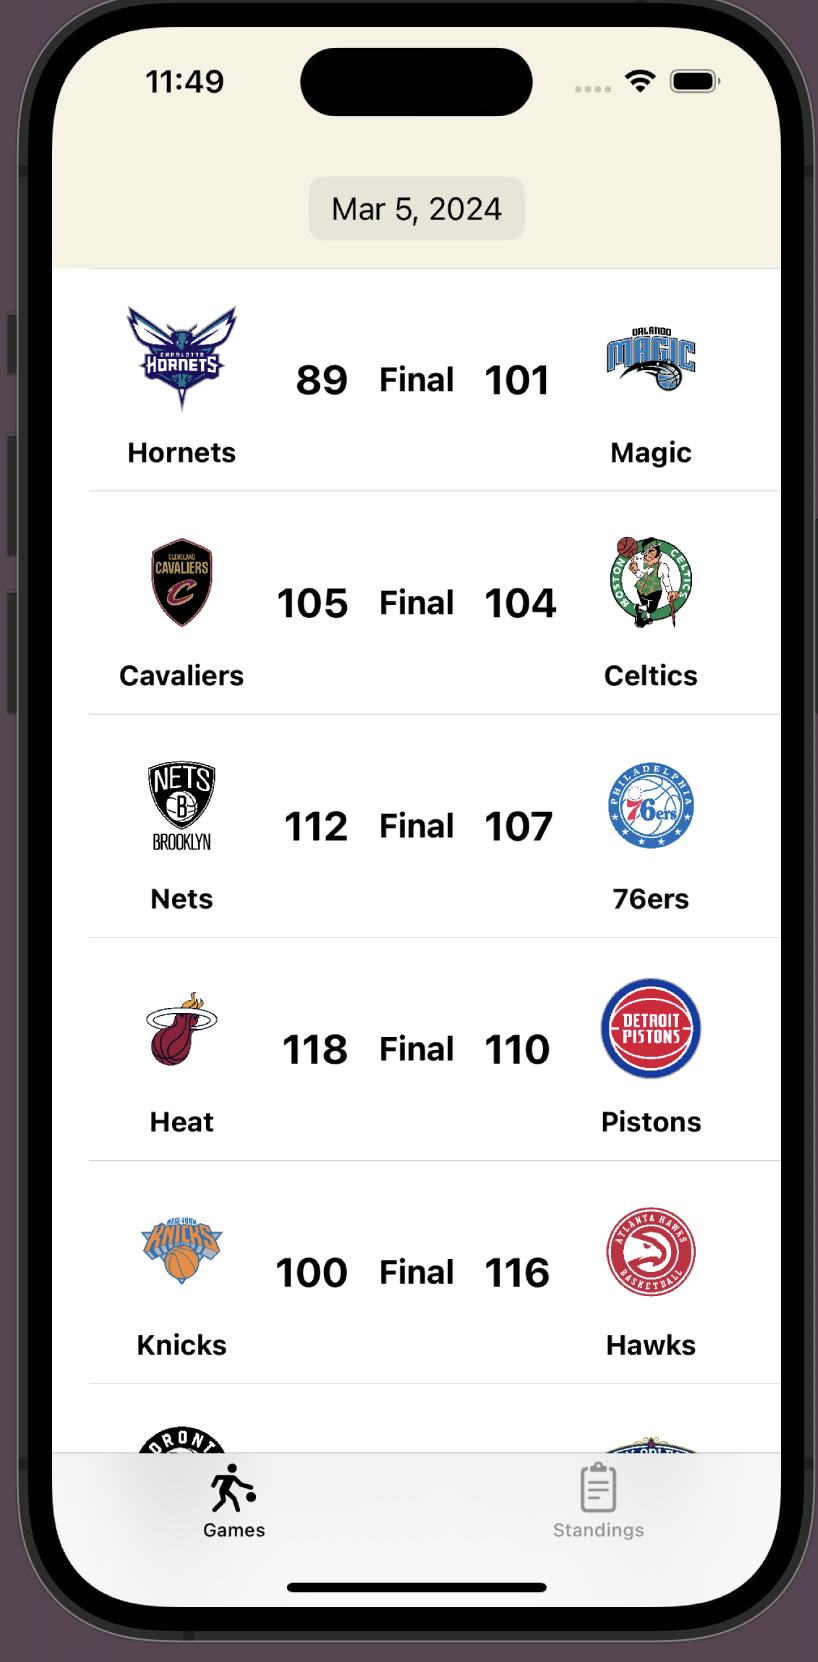 11:49
Mar 5, 2024
CHARLOTTE
HORNETS
ORLANDO
MAGIC
89 Final 101
Hornets Magic
CLEVELAND
CAVALIERS
C
BOSTON CELTICS
105 Final 104
Cavaliers Celtics
NETS
B
BROOKLYN
PHILADELPHIA
76ers
112 Final 107
Nets 76ers
DETROIT
PISTONS
118 Final 110
Heat Pistons
NEW YORK
KNICKS
ATLANTA HAWKS
BASKETBALL
100 Final 116
Knicks Hawks
Games Standings